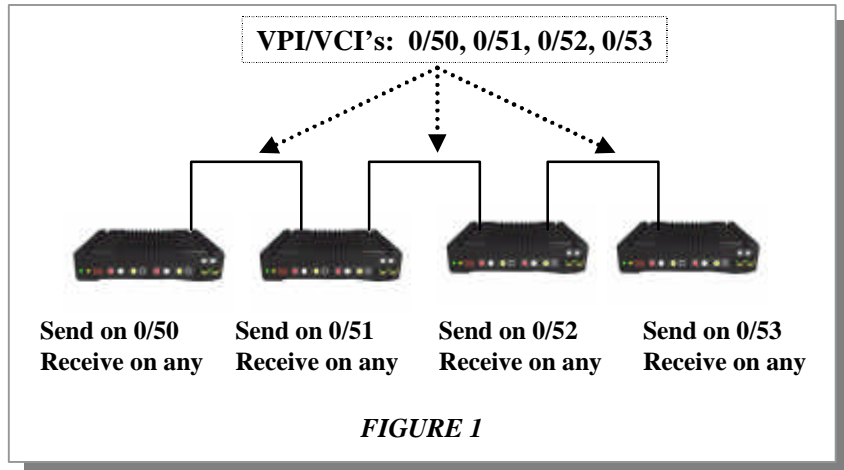 VPI/VCI’s: 0/50, 0/51, 0/52, 0/53
Send on 0/50
Receive on any
Send on 0/51
Receive on any
Send on 0/52
Receive on any
Send on 0/53
Receive on any
FIGURE 1